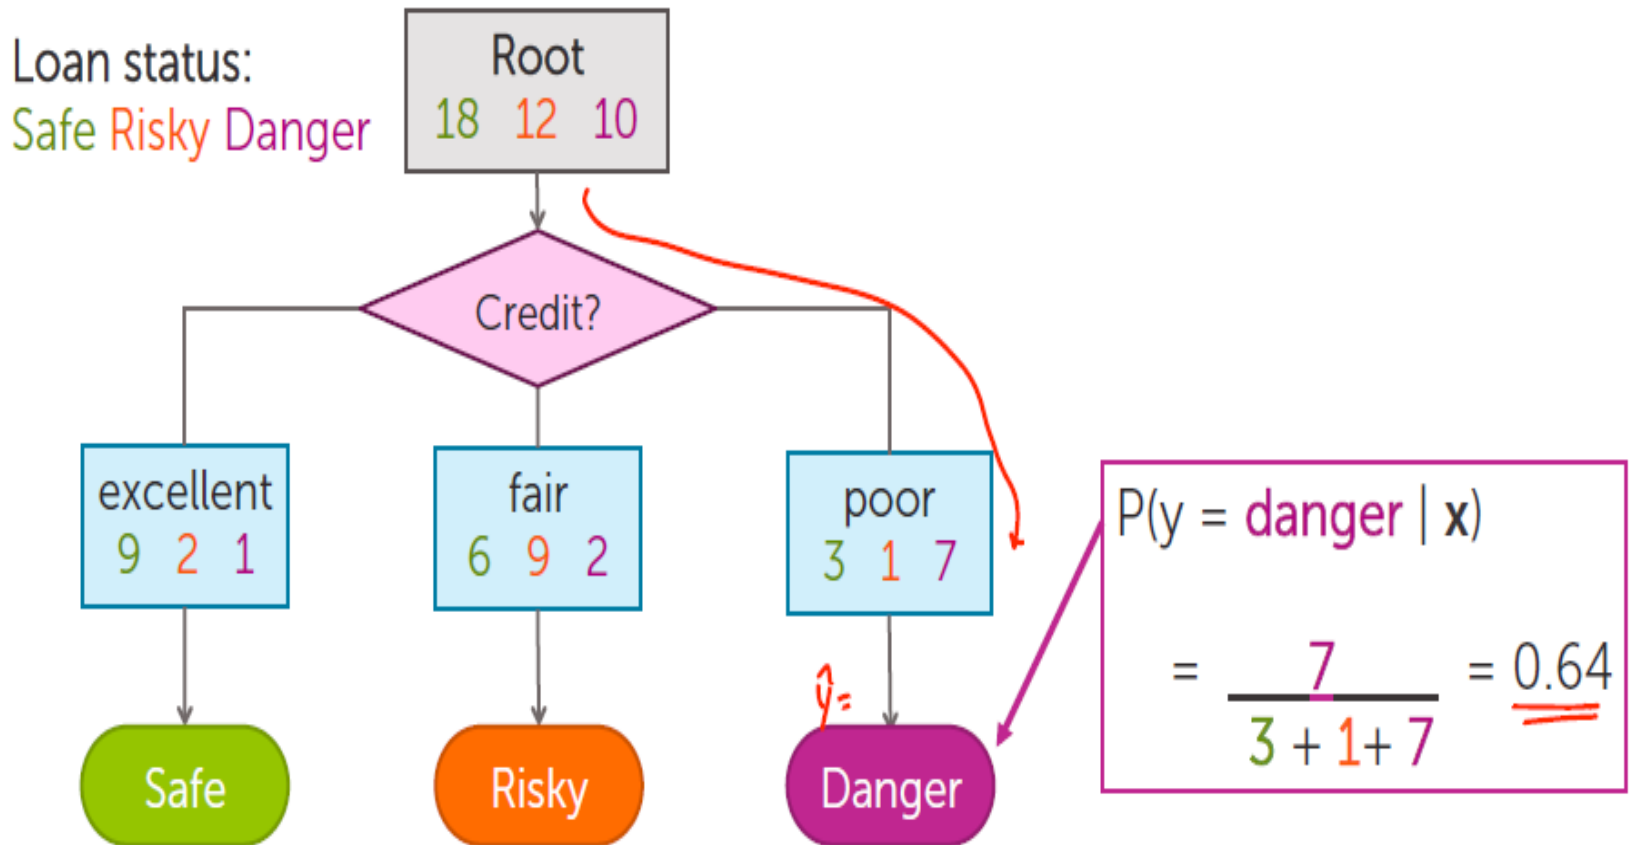 Loan status:
Safe Risky Danger
Root
18 12 10
Credit?
excellent
9 2 1
fair
6 9 2
poor
3 1 7
P(y = danger | x)
= 7 / 3 + 1+ 7 = 0.64
ŷ=
Safe
Risky
Danger